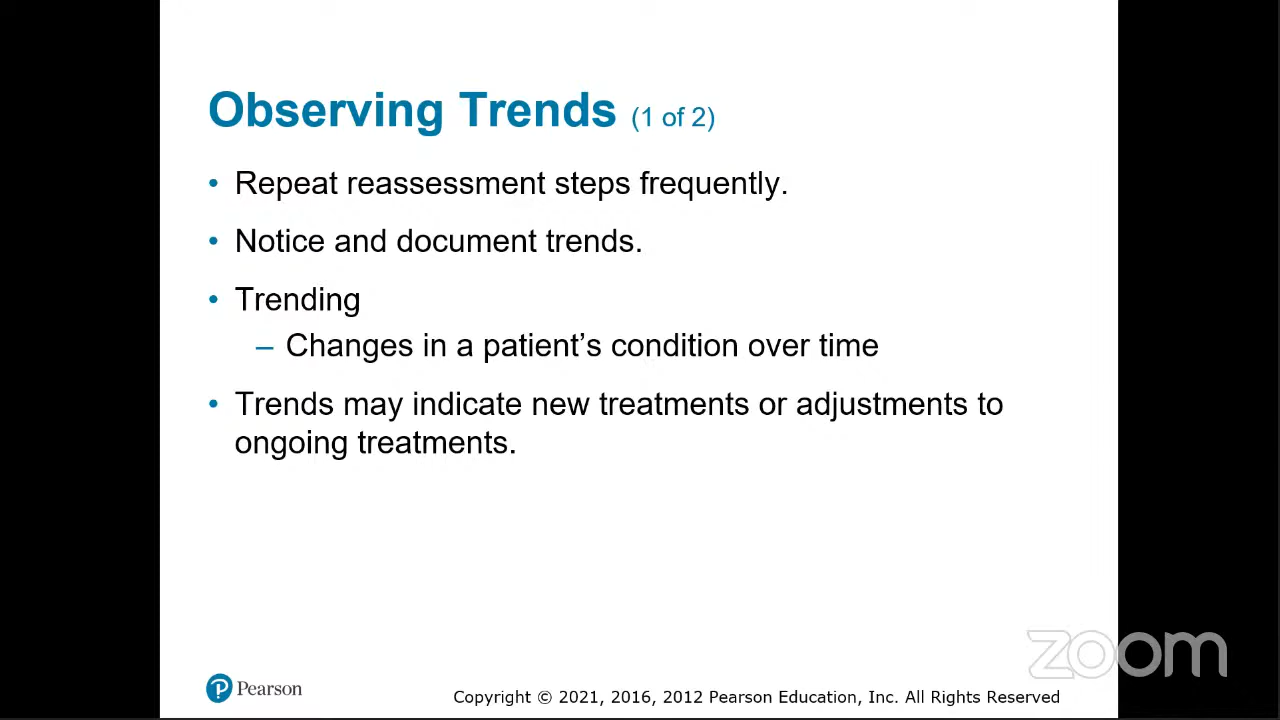 Observing Trends (1 of 2)
• Repeat reassessment steps frequently.
• Notice and document trends.
• Trending
– Changes in a patient’s condition over time
• Trends may indicate new treatments or adjustments to
ongoing treatments.
zoom
Pearson
Copyright © 2021, 2016, 2012 Pearson Education, Inc. All Rights Reserved